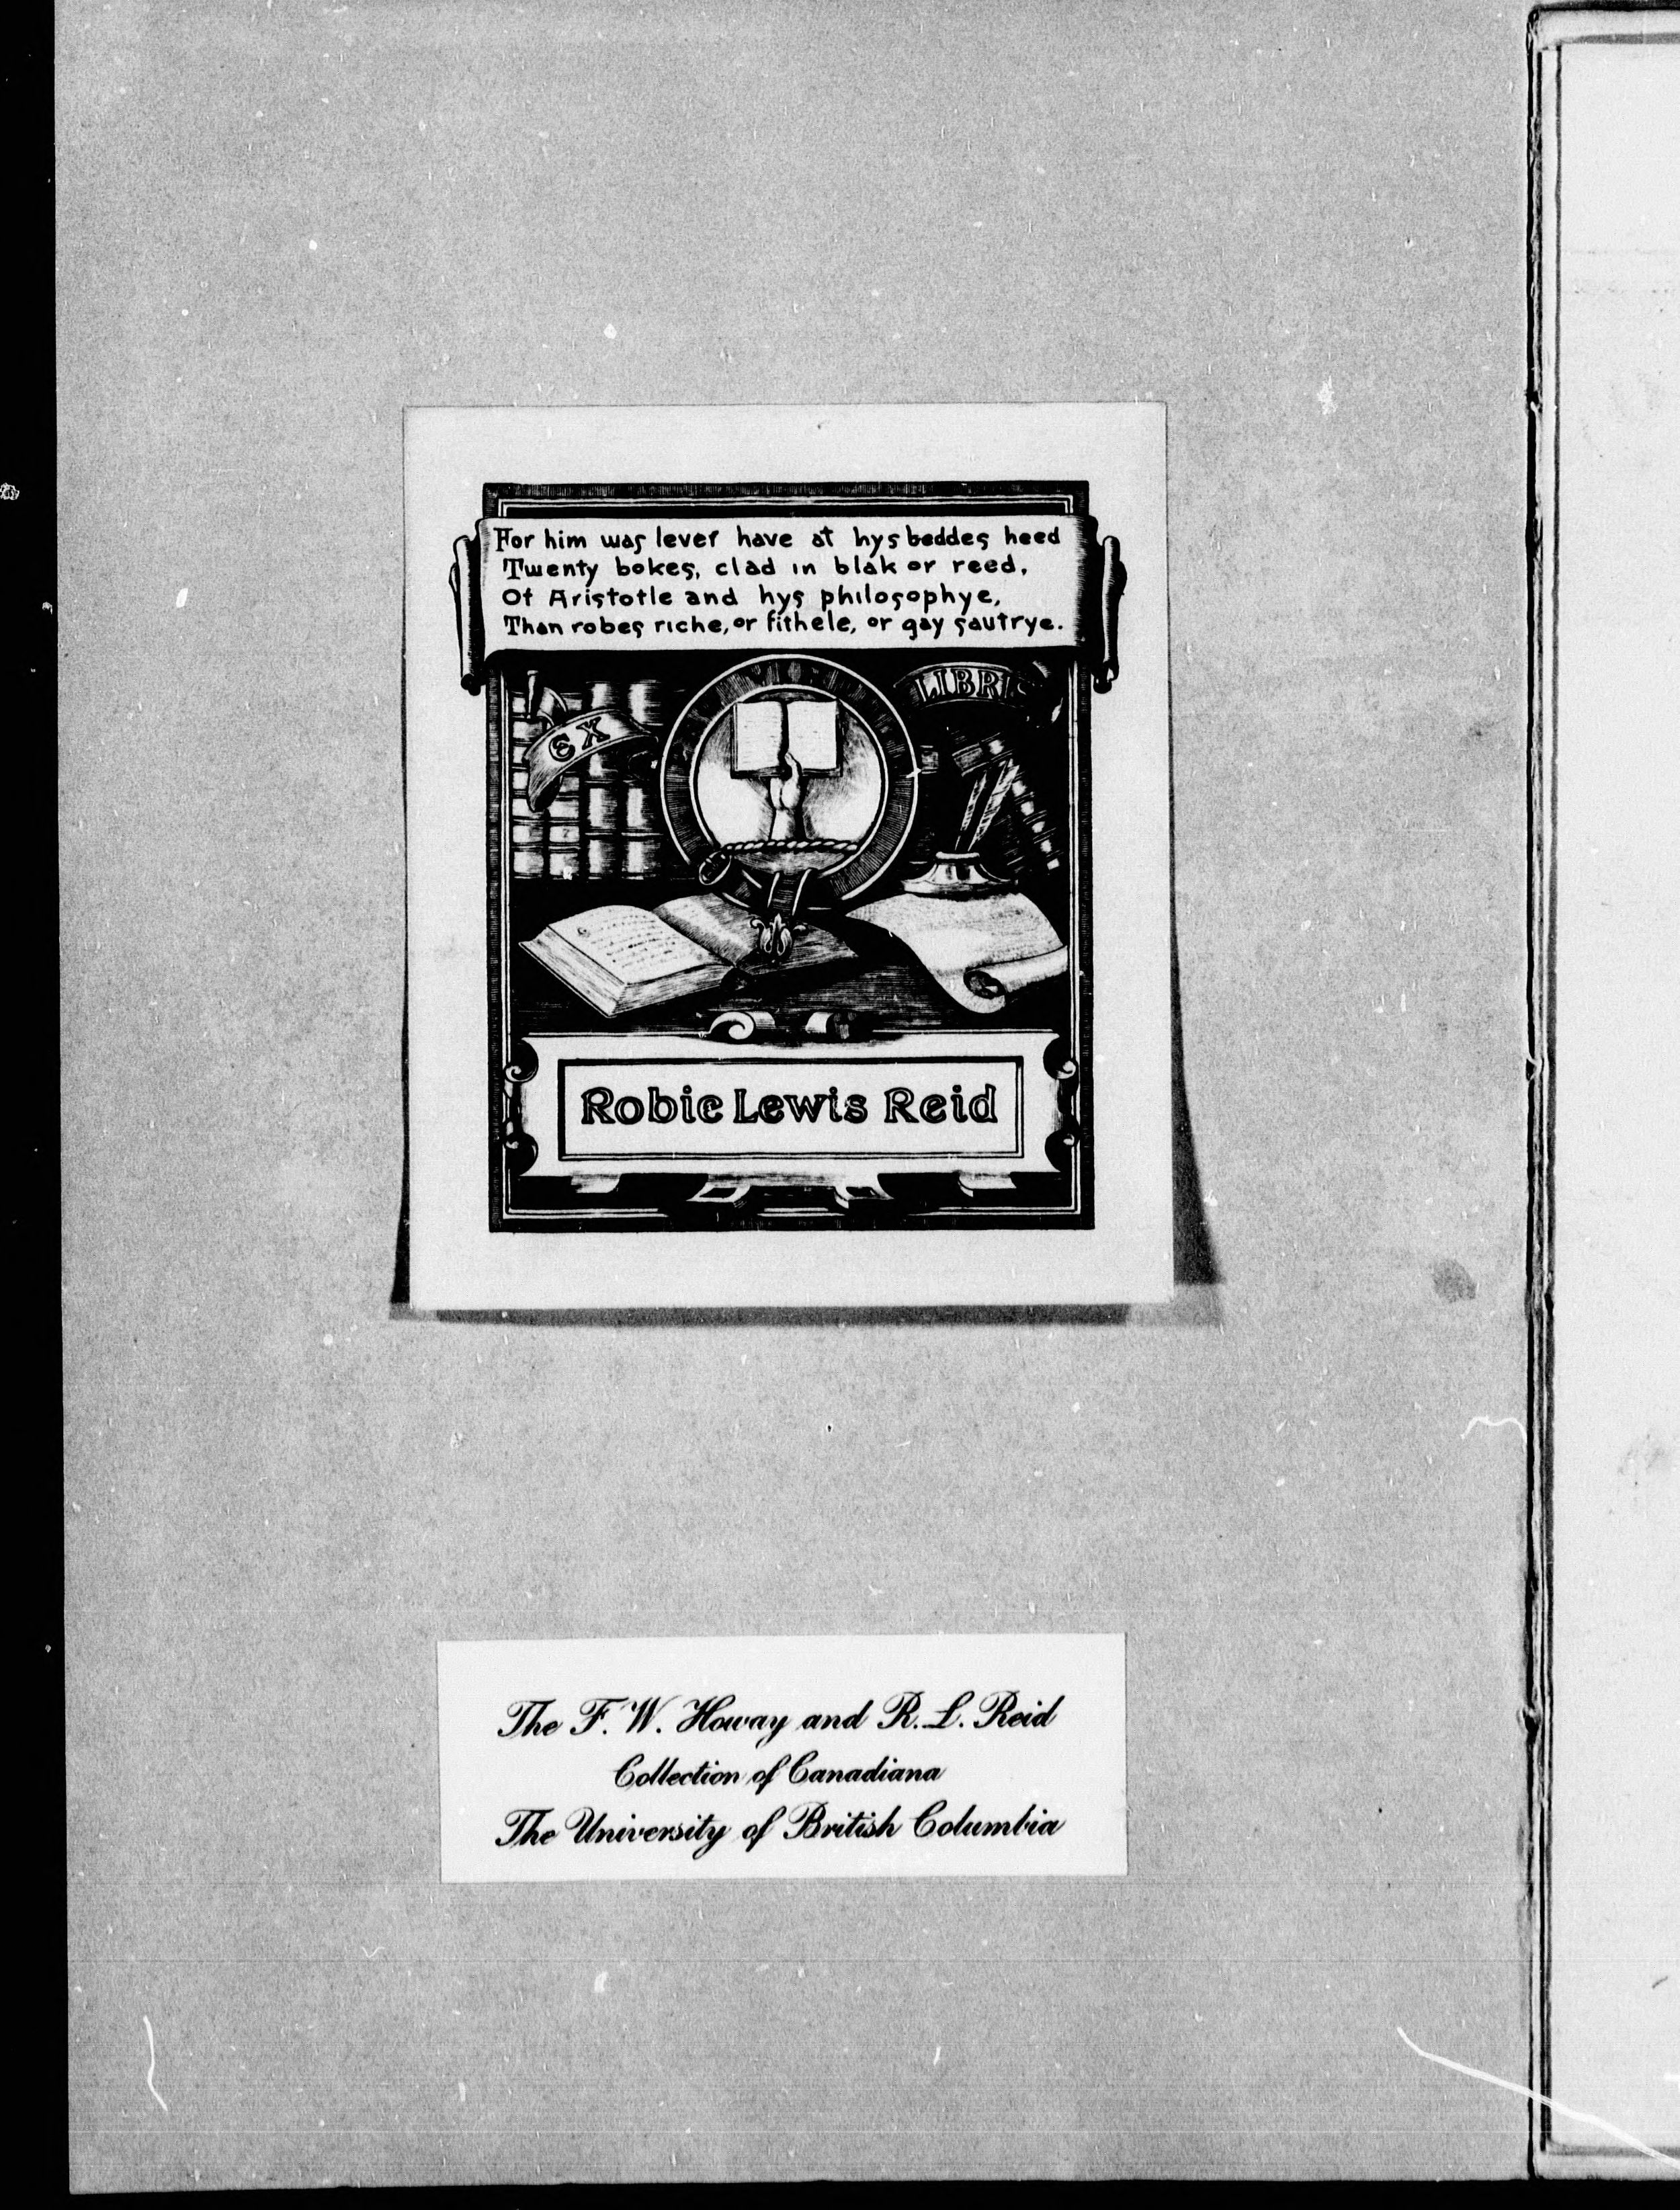 For him was lever have at hys beddes heed
Twenty bokes, clad in blak or reed,
Of Aristotle and hys philosophye,
Than robes riche, or fithele, or gay sautrye.
EX
LIBRIS
Robie Lewis Reid
The F. W. Howay and R. L. Reid
Collection of Canadiana
The University of British Columbia